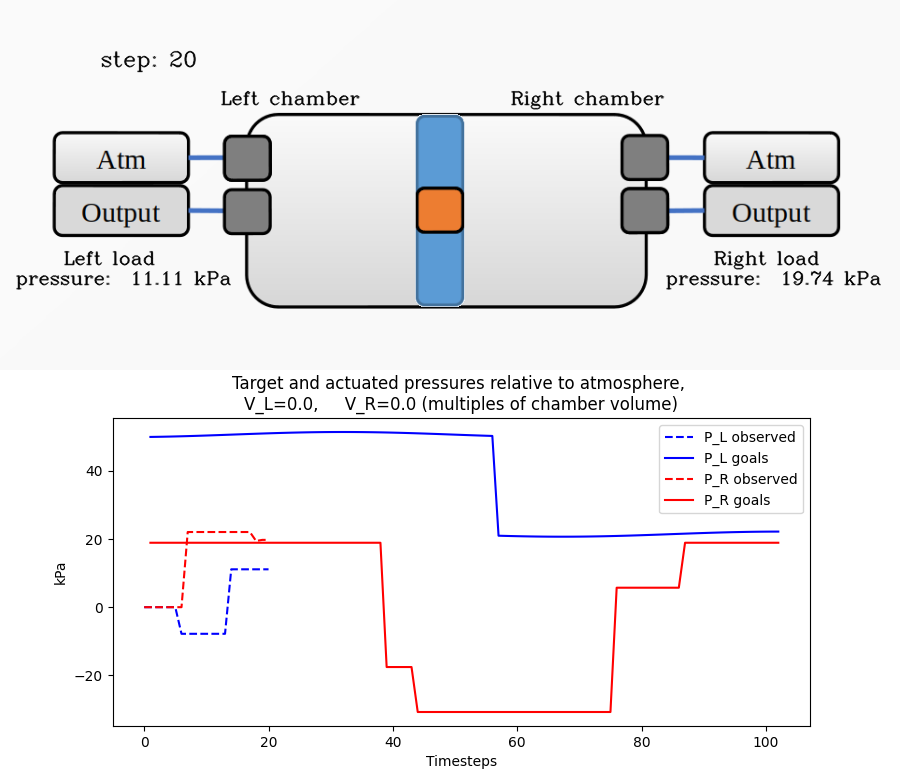 step: 20
Left chamber
Right chamber
Atm
Atm
Output
Output
Left load
pressure: 11.11 kPa
Right load
pressure: 19.74 kPa
Target and actuated pressures relative to atmosphere,
V_L=0.0, V_R=0.0 (multiples of chamber volume)
P_L observed
P_L goals
P_R observed
P_R goals
40
20
0
−20
kPa
0
20
40
60
80
100
Timesteps